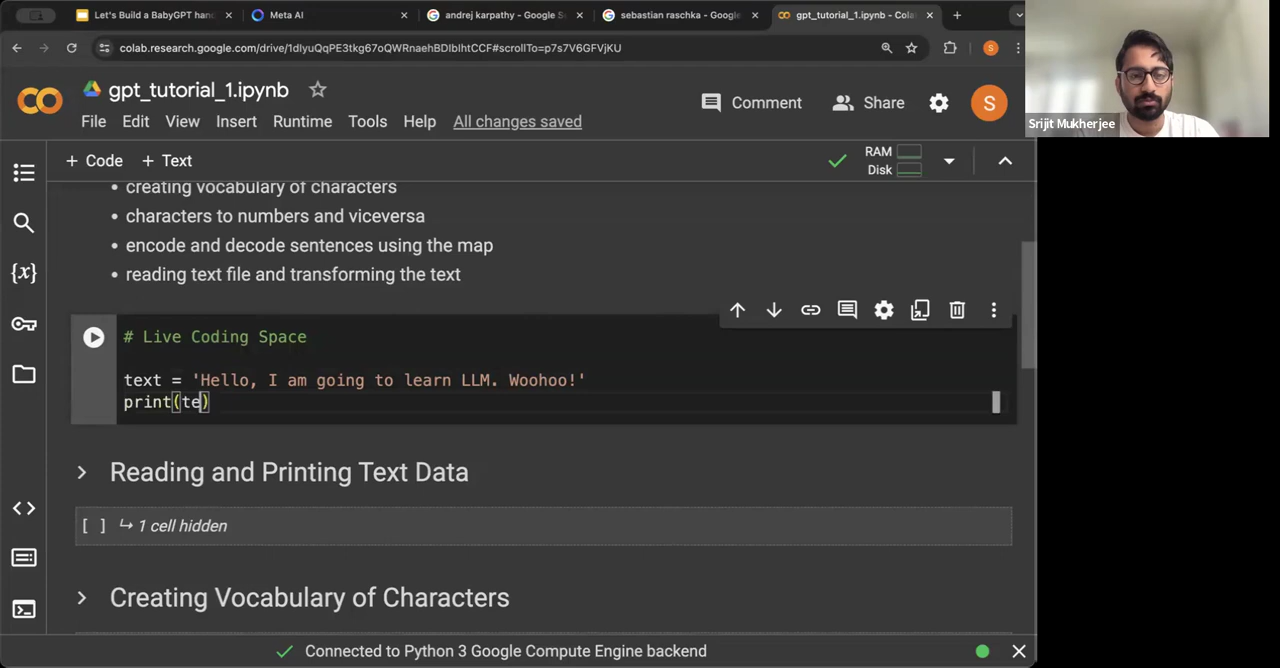 Let's Build a BabyGPT han
Meta AI
andrej karpathy - Google S
sebastian raschka - Google
gpt_tutorial_1.ipynb - Cola
colab.research.google.com/drive/1dIyuQqPE3tkg67oQWRnaehBDIbIhtCCF#scrollTo=p7s7V6GFVjKU
S
gpt_tutorial_1.ipynb
Comment
Share
S
File Edit View Insert Runtime Tools Help All changes saved
Srijit Mukherjee
+ Code + Text
RAM
Disk
creating vocabulary of characters
• characters to numbers and viceversa
• encode and decode sentences using the map
• reading text file and transforming the text
# Live Coding Space
text = 'Hello, I am going to learn LLM. Woohoo!'
print(te)
Reading and Printing Text Data
[ ] ↳ 1 cell hidden
Creating Vocabulary of Characters
Connected to Python 3 Google Compute Engine backend